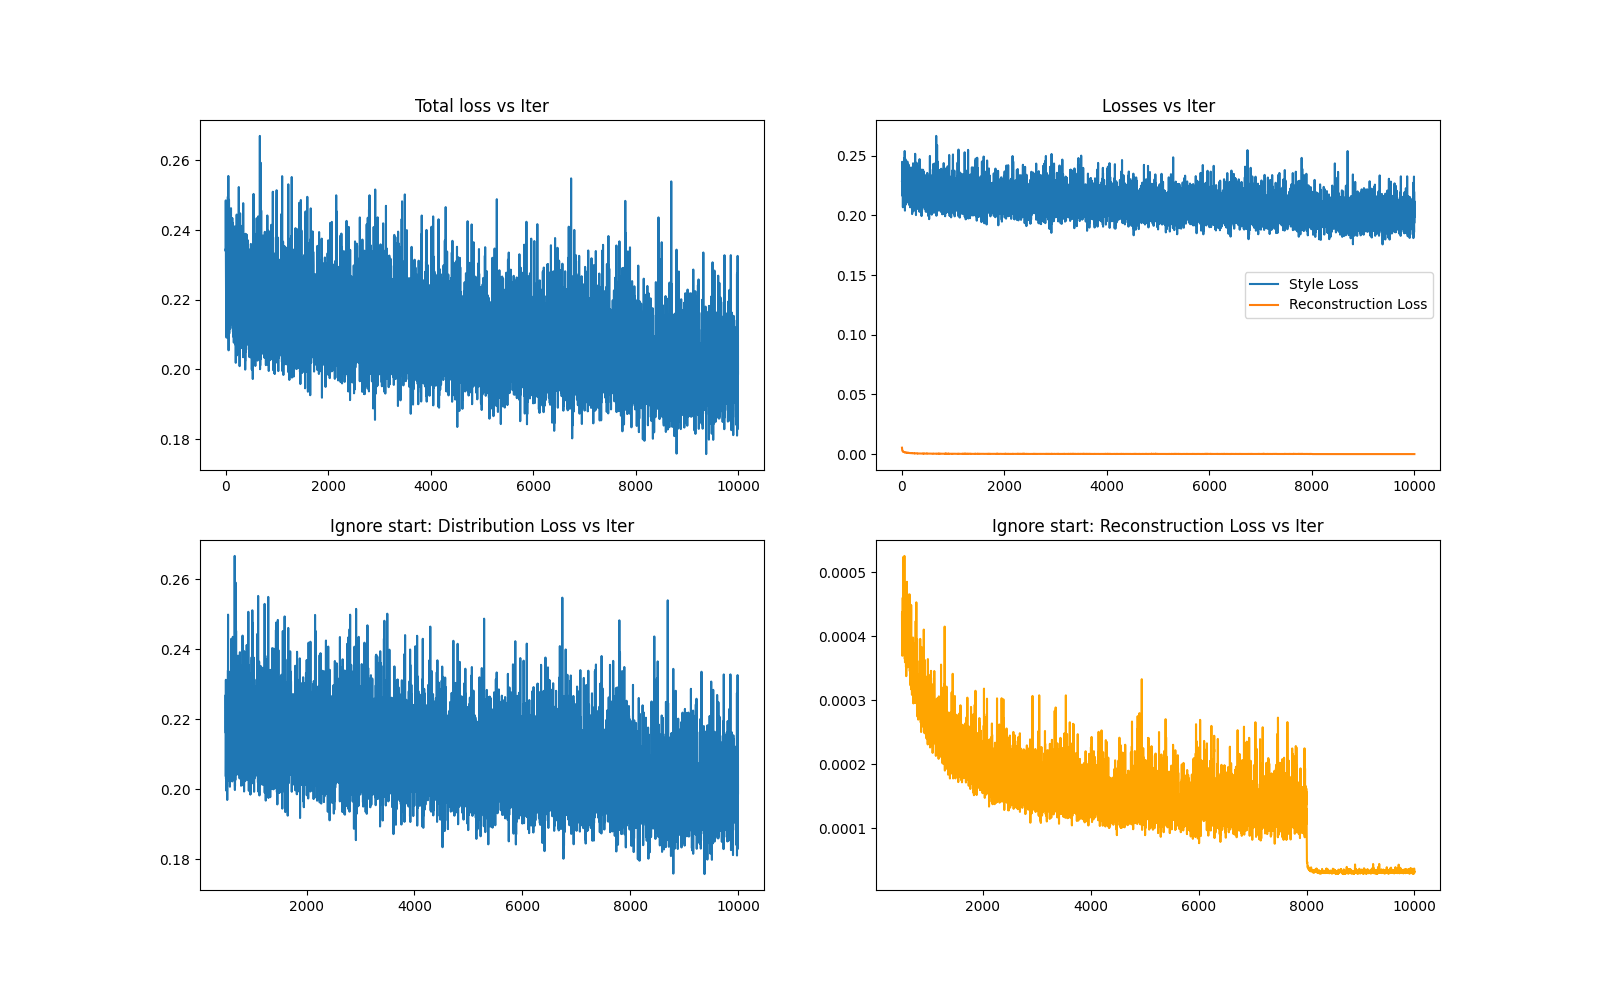 Total loss vs Iter
0.26
0.24
0.22
0.20
0.18
0 2000 4000 6000 8000 10000
Losses vs Iter
0.25
0.20
0.15
0.10
0.05
0.00
Style Loss
Reconstruction Loss
0 2000 4000 6000 8000 10000
Ignore start: Distribution Loss vs Iter
0.26
0.24
0.22
0.20
0.18
2000 4000 6000 8000 10000
Ignore start: Reconstruction Loss vs Iter
0.0005
0.0004
0.0003
0.0002
0.0001
2000 4000 6000 8000 10000